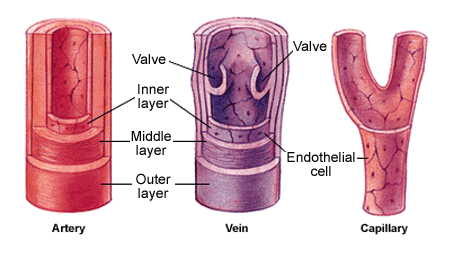 Valve
Valve
Inner
layer
Middle
layer
Endothelial
cell
Outer
layer
Artery
Vein
Capillary